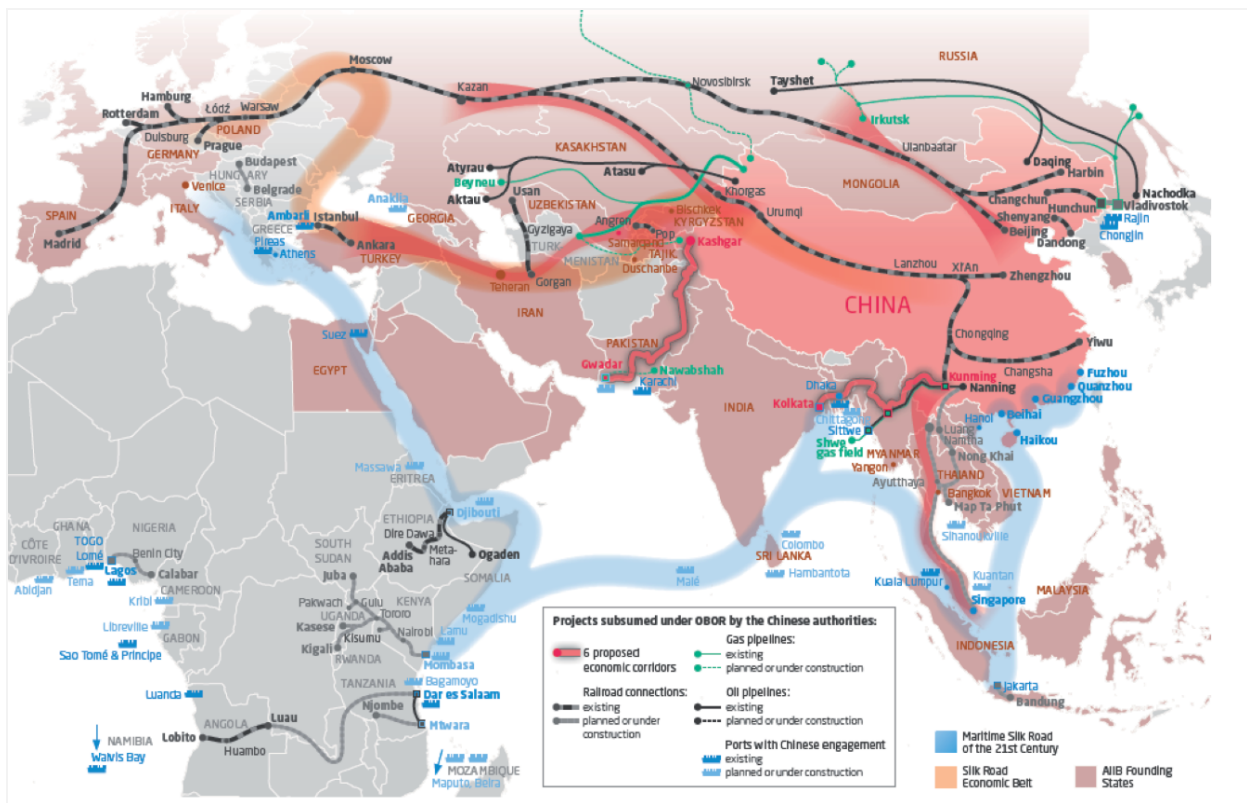 Moscow
Kazan
Novosibirsk
Tayshet
RUSSIA
Hamburg
Rotterdam
Łódź
Warsaw
Duisburg
POLAND
Prague
GERMANY
Irkutsk
Ulanbaatar
Budapest
HUNGARY
Belgrade
SERBIA
Venice
ITALY
KASAKHSTAN
Atyrau
Beyneu
Aktau
Atasu
Usan
UZBEKISTAN
Khorgas
MONGOLIA
Daqing
Harbin
Changchun
Hunchun
Shenyang
Beijing
Dandong
Nachodka
Vladivostok
Rajin
Chongjin
SPAIN
Madrid
Anaklia
GEORGIA
Ambarli
Istanbul
GREECE
Pireas
Athens
Ankara
TURKEY
Angren
Bischkek
KYRGYZSTAN
Gyzigaya
Pop
TURK
MENISTAN
Samarqand
TAJIK
Duschanbe
Kashgar
Urumqi
Teheran
Gorgan
IRAN
Lanzhou
Xi'An
Zhengzhou
CHINA
Suez
EGYPT
PAKISTAN
Gwadar
Nawabshah
Karachi
Chongqing
Yiwu
Changsha
Kunming
Nanning
Fuzhou
Quanzhou
Guangzhou
INDIA
Dhaka
Kolkata
Chittagong
Sittwe
Shwe
gas field
Hanoi
Beihai
Haikou
Luang
Namtha
Nong Khai
MYANMAR
Yangon
THAILAND
Ayutthaya
Bangkok
VIETNAM
Map Ta Phut
Massawa
ERITREA
Djibouti
ETHIOPIA
Dire Dawa
Addis
Ababa
Meta-
hara
Ogaden
SOMALIA
GHANA
NIGERIA
CÔTE
D'IVOIRE
TOGO
Lomé
Benin City
Lagos
Tema
Calabar
Abidjan
CAMEROON
Kribi
Libreville
GABON
Sao Tomé & Principe
SOUTH
SUDAN
Juba
Pakwach
Gulu
KENYA
UGANDA
Tororo
Kasese
Kisumu
Nairobi
Lamu
Mogadishu
Kigali
RWANDA
Mombasa
TANZANIA
Bagamoyo
Dar es Salaam
Njombe
Mtwara
Luanda
ANGOLA
Luau
Lobito
Huambo
NAMIBIA
Walvis Bay
MOZAMBIQUE
Maputo, Beira
Colombo
SRI LANKA
Hambantota
Malé
Sihanoukville
Kuala Lumpur
Kuantan
Singapore
MALAYSIA
INDONESIA
Jakarta
Bandung
Projects subsumed under OBOR by the Chinese authorities:
6 proposed
economic corridors
Railroad connections:
existing
planned or under
construction
Gas pipelines:
existing
planned or under construction
Oil pipelines:
existing
planned or under construction
Ports with Chinese engagement
existing
planned or under construction
Maritime Silk Road
of the 21st Century
Silk Road
Economic Belt
AIIB Founding
States